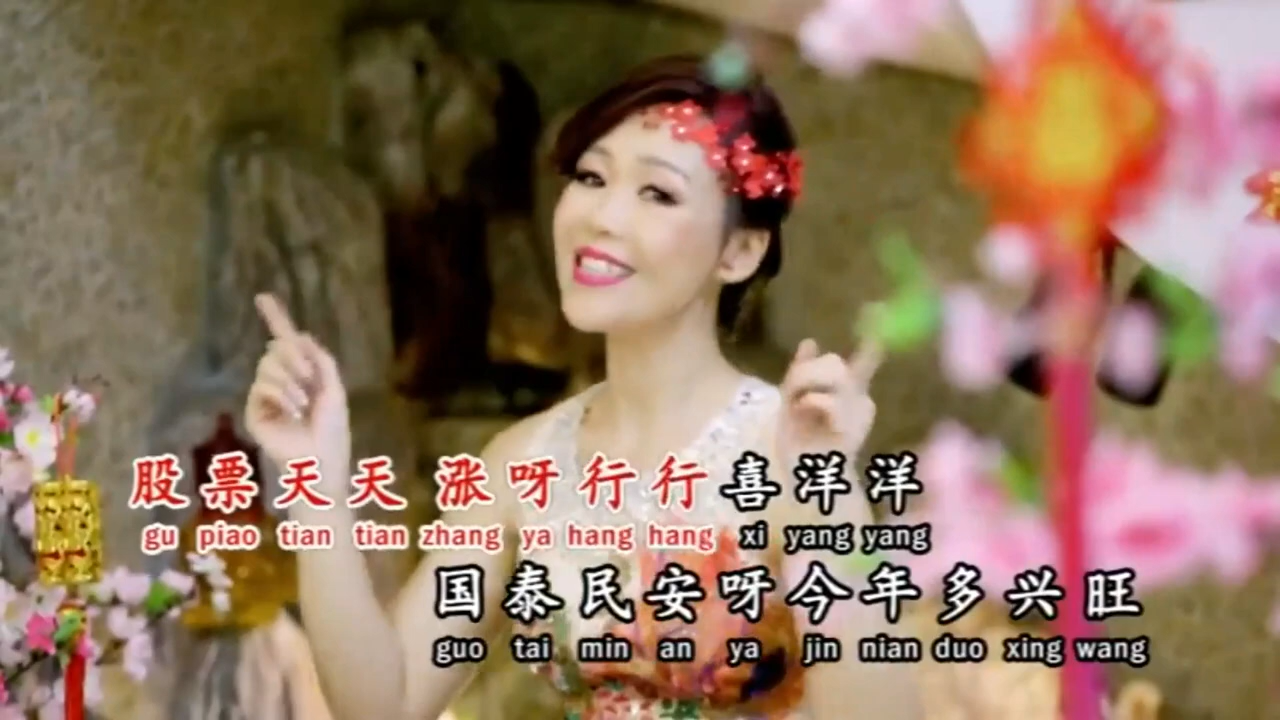 股票天天 涨呀行行喜洋洋
gu piao tian tian zhang ya hang hang xi yang yang
国泰民安呀今年多兴旺
guo tai min an ya jin nian duo xing wang